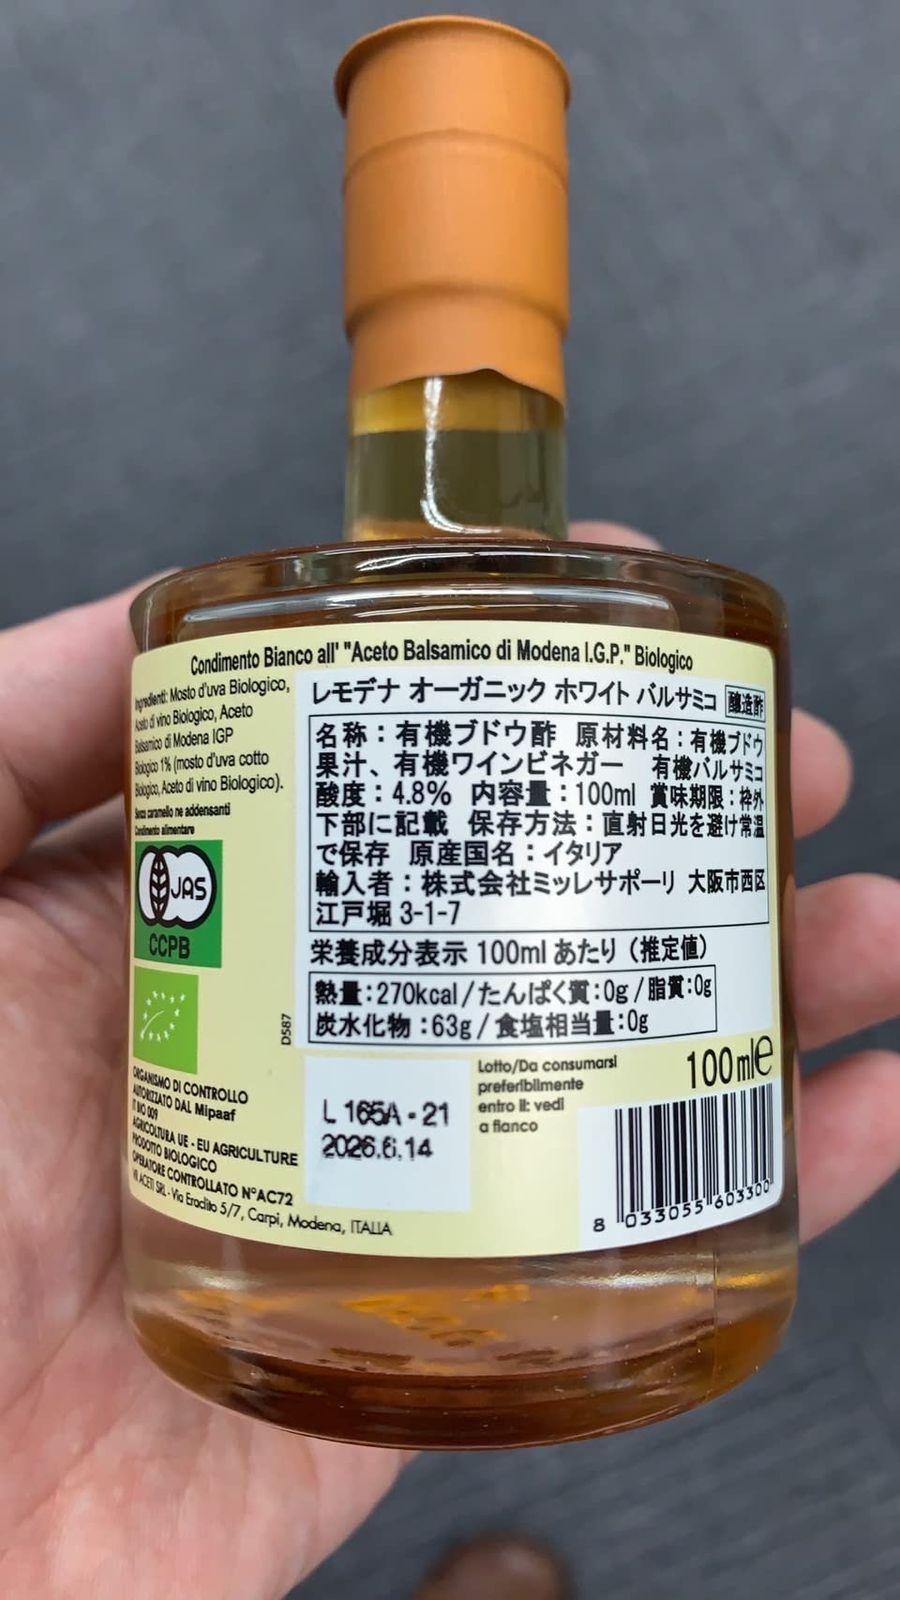 Condimento Bianco all' "Aceto Balsamico di Modena I.G.P." Biologico
Ingredienti: Mosto d'uva Biologico,
Aceto di vino Biologico, Aceto
Balsamico di Modena IGP
Biologico 1% (mosto d'uva cotto
Biologico, Aceto di vino Biologico).
Senza caramello ne addensanti
Condimento alimentare
JAS
CCPB
ORGANISMO DI CONTROLLO
AUTORIZZATO DAL Mipaaf
IT BIO 009
AGRICOLTURA UE - EU AGRICULTURE
PRODOTTO BIOLOGICO
OPERATORE CONTROLLATO N°AC72
ACETI SRL - Via Eraclito 5/7, Carpi, Modena, ITALIA
D587
レモデナ オーガニック ホワイト バルサミコ 醸造酢
名称：有機ブドウ酢 原材料名：有機ブドウ
果汁、有機ワインビネガー 有機バルサミコ
酸度：4.8% 内容量：100ml 賞味期限：枠外
下部に記載 保存方法：直射日光を避け常温
で保存 原産国名：イタリア
輸入者：株式会社ミッレサポーリ 大阪市西区
江戸堀 3-1-7
栄養成分表示 100ml あたり（推定値）
熱量：270kcal/たんぱく質：0g/脂質：0g
炭水化物：63g/食塩相当量：0g
L 165A - 21
2026.6.14
Lotto/Da consumarsi
preferibilmente
entro il: vedi
a fianco
100 ml e
8 033055 603300